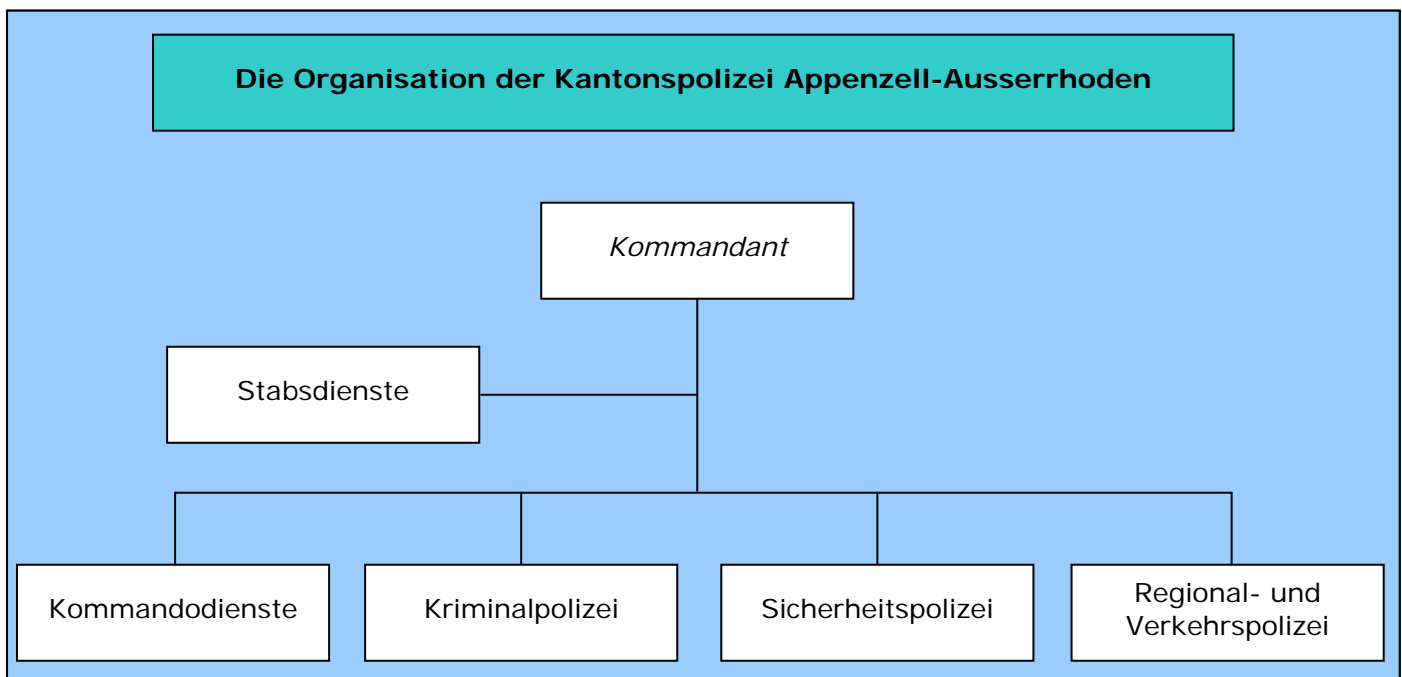 Die Organisation der Kantonspolizei Appenzell-Ausserrhoden
Kommandant
Stabsdienste
Kommandodienste
Kriminalpolizei
Sicherheitspolizei
Regional- und
Verkehrspolizei